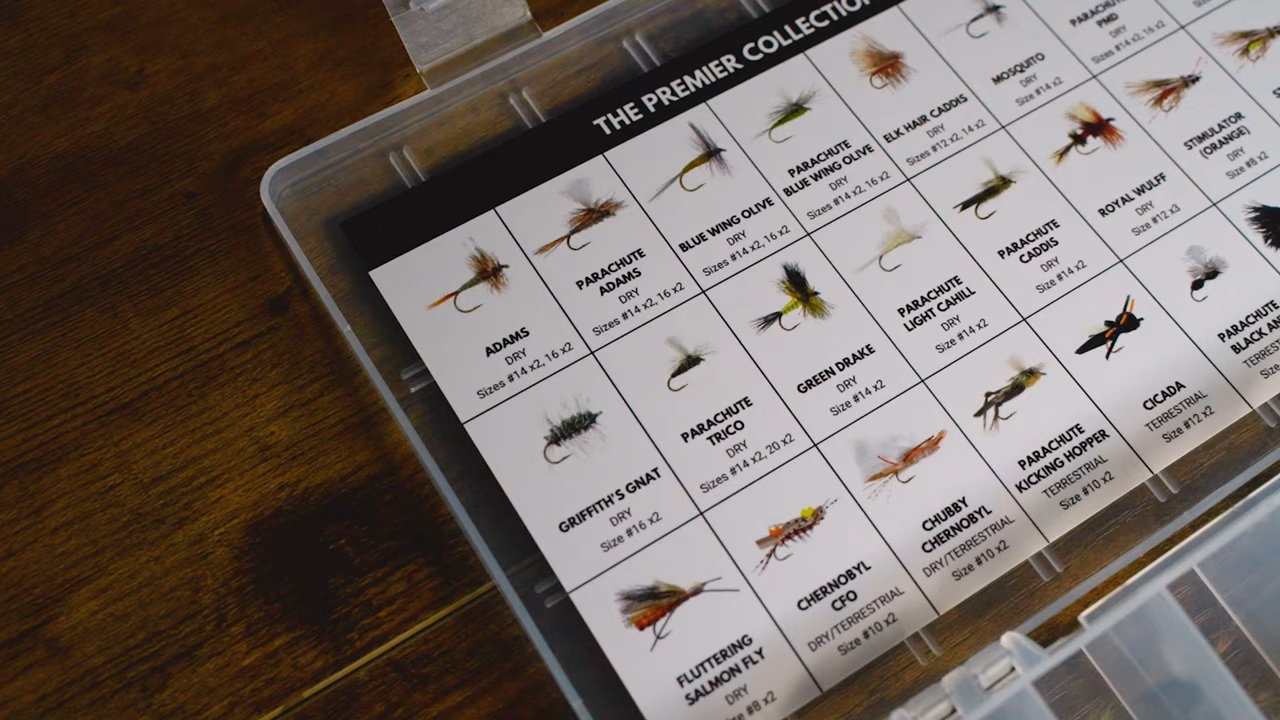 THE PREMIER COLLECTION
ADAMS
DRY
Sizes #14 x2, 16 x2
PARACHUTE
ADAMS
DRY
Sizes #14 x2, 16 x2
BLUE WING OLIVE
DRY
Sizes #14 x2, 16 x2
PARACHUTE
BLUE WING OLIVE
DRY
Sizes #14 x2, 16 x2
ELK HAIR CADDIS
DRY
Sizes #12 x2, 14 x2
MOSQUITO
DRY
Size #14 x2
PARACHUTE
PMD
DRY
Sizes #14 x2, 16 x2
GRIFFITH'S GNAT
DRY
Size #16 x2
PARACHUTE
TRICO
DRY
Sizes #14 x2, 20 x2
GREEN DRAKE
DRY
Size #14 x2
PARACHUTE
LIGHT CAHILL
DRY
Size #14 x2
PARACHUTE
CADDIS
DRY
Size #14 x2
ROYAL WULFF
DRY
Size #12 x3
STIMULATOR
(ORANGE)
DRY
Size #8 x2
FLUTTERING
SALMON FLY
DRY
Size #8 x2
CHERNOBYL
CFO
DRY/TERRESTRIAL
Size #10 x2
CHUBBY
CHERNOBYL
DRY/TERRESTRIAL
Size #10 x2
PARACHUTE
KICKING HOPPER
TERRESTRIAL
Size #10 x2
CICADA
TERRESTRIAL
Size #12 x2
PARACHUTE
BLACK